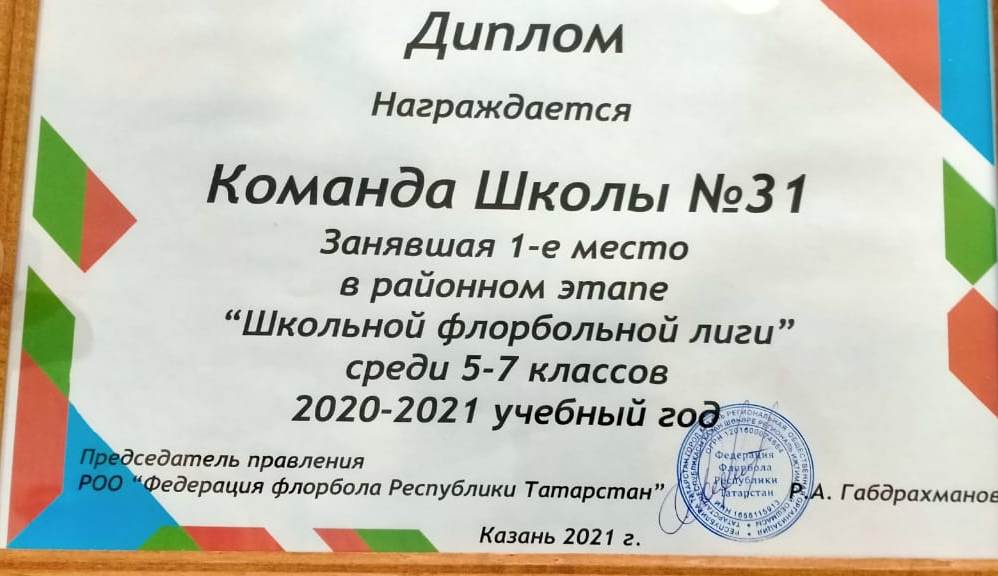 Диплом
Награждается
Команда Школы №31
Занявшая 1-е место
в районном этапе
“Школьной флорбольной лиги”
среди 5-7 классов
2020-2021 учебный год
Председатель правления
РОО “Федерация флорбола Республики Татарстан”
Р.А. Габдрахманов
Федерация
Флорбола
Республики
Татарстан
Казань 2021 г.